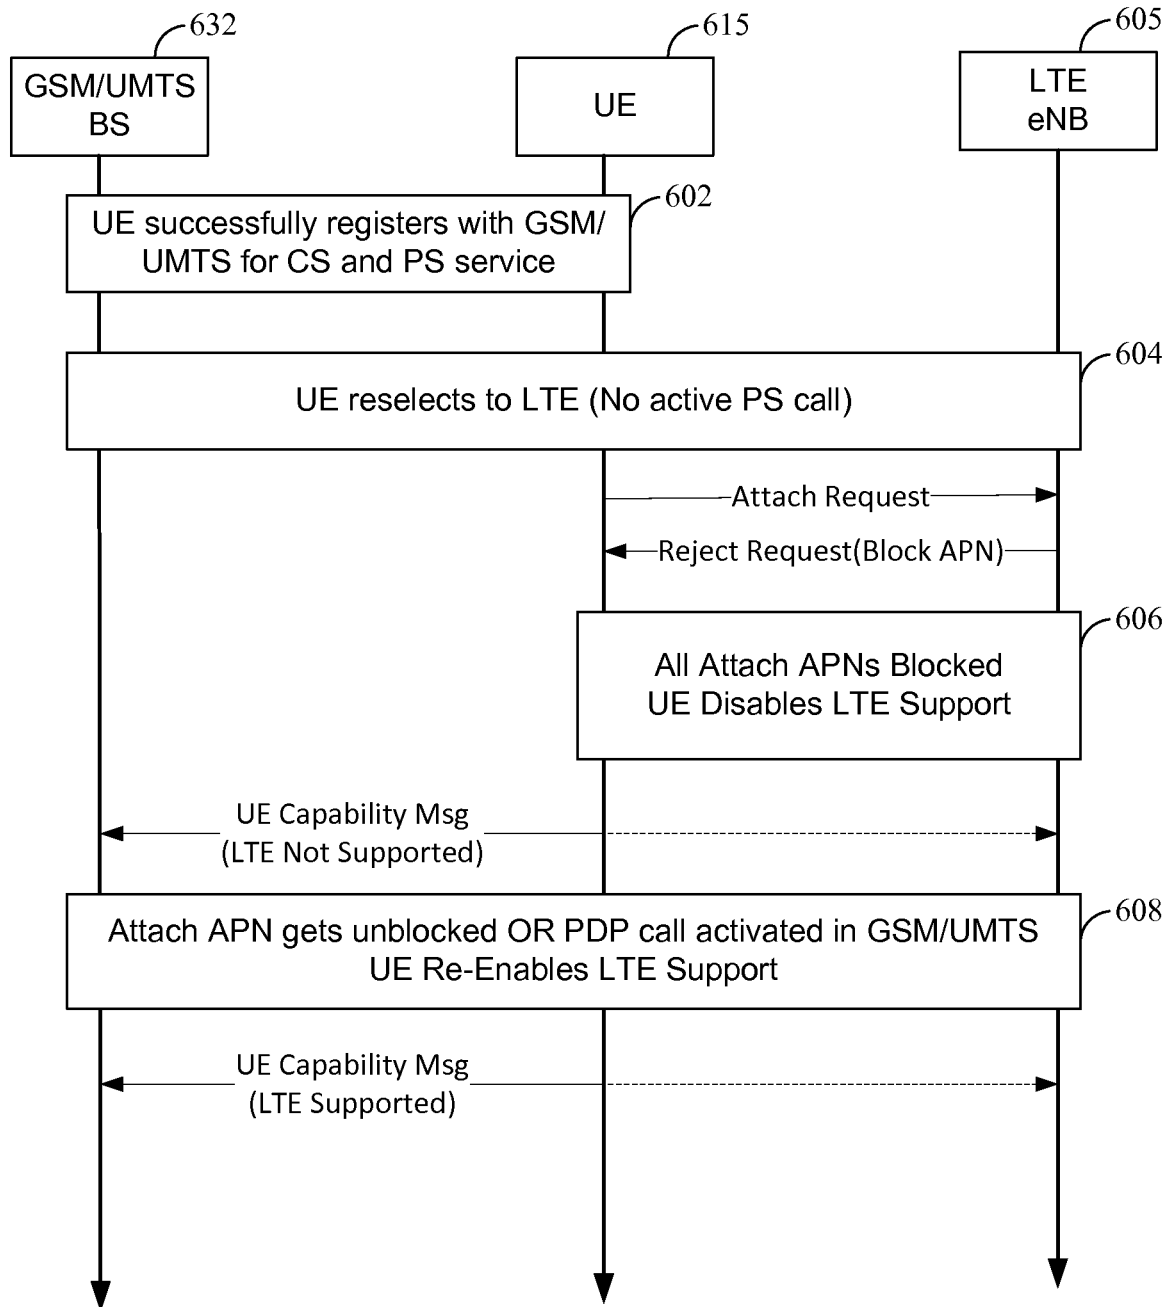 632
615
605
GSM/UMTS
BS
UE
LTE
eNB
602
UE successfully registers with GSM/
UMTS for CS and PS service
604
UE reselects to LTE (No active PS call)
Attach Request
Reject Request(Block APN)
606
All Attach APNs Blocked
UE Disables LTE Support
UE Capability Msg
(LTE Not Supported)
608
Attach APN gets unblocked OR PDP call activated in GSM/UMTS
UE Re-Enables LTE Support
UE Capability Msg
(LTE Supported)